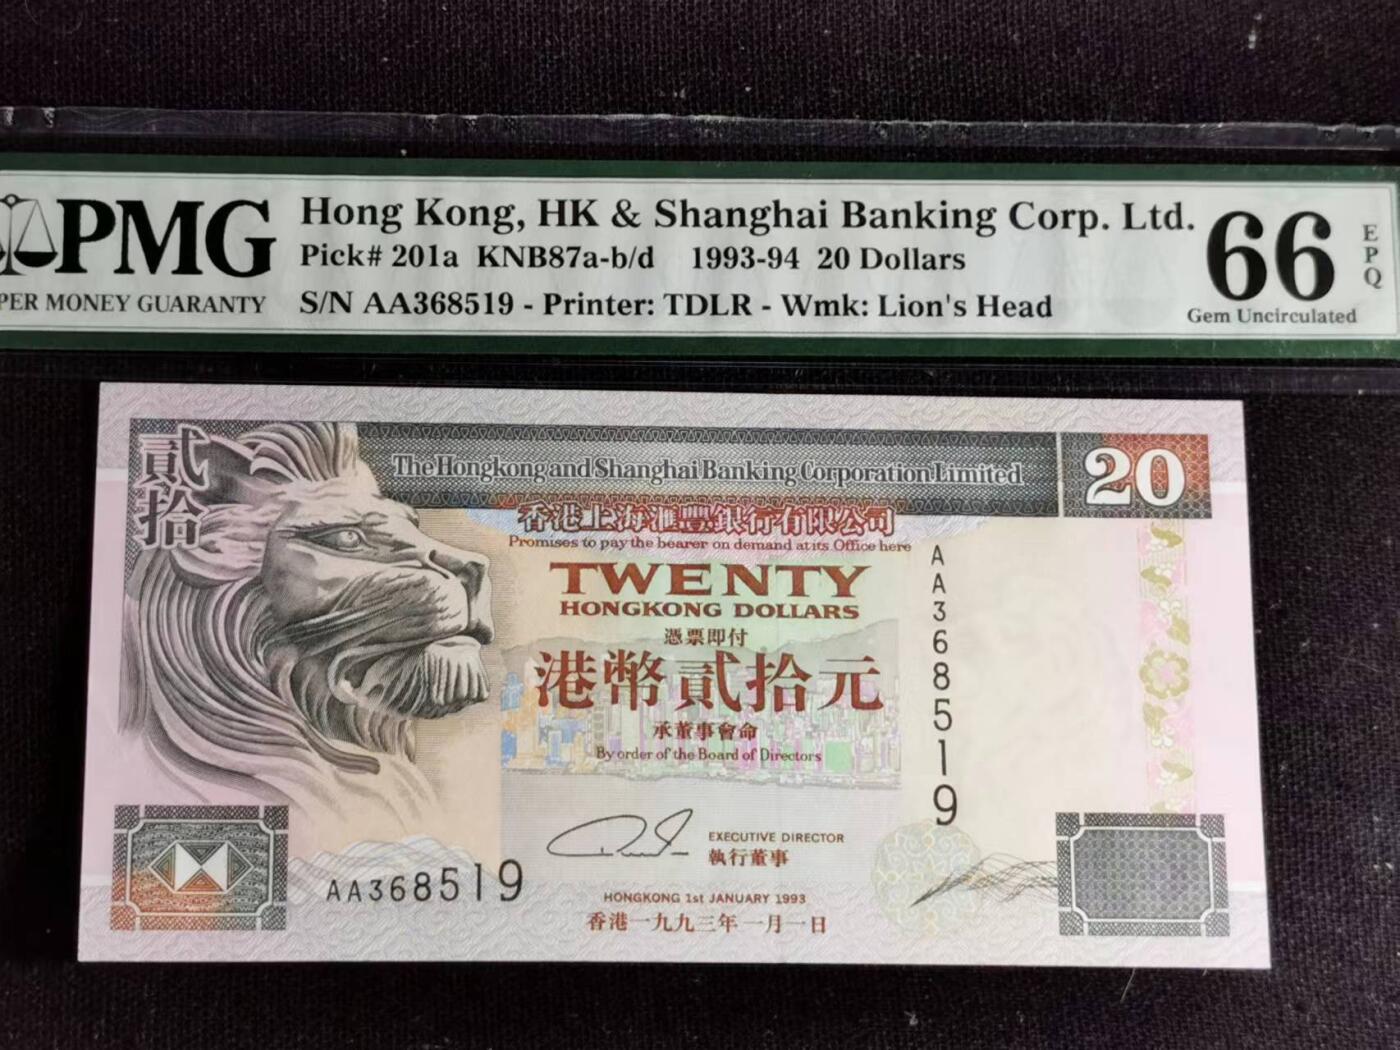 PMG
PER MONEY GUARANTY
Hong Kong, HK & Shanghai Banking Corp. Ltd.
Pick# 201a KNB87a-b/d 1993-94 20 Dollars
S/N AA368519 - Printer: TDLR - Wmk: Lion's Head
66
EPQ
Gem Uncirculated
貳拾
The Hongkong and Shanghai Banking Corporation Limited
20
香港上海滙豐銀行有限公司
Promises to pay the bearer on demand at its Office here
TWENTY
HONGKONG DOLLARS
憑票即付
港幣貳拾元
承董事會命
By order of the Board of Directors
AA368519
EXECUTIVE DIRECTOR
執行董事
AA368519
HONGKONG 1st JANUARY 1993
香港一九九三年一月一日